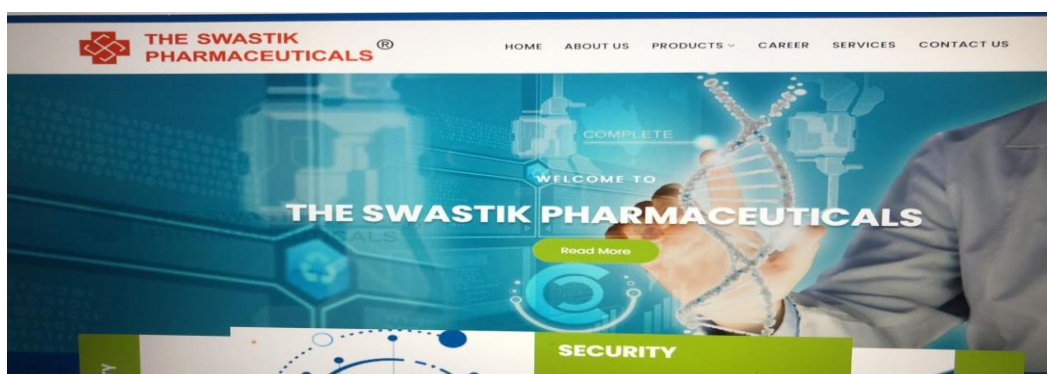 THE SWASTIK
PHARMACEUTICALS ®
HOME ABOUT US PRODUCTS CAREER SERVICES CONTACT US
COMPLETE
WELCOME TO
THE SWASTIK PHARMACEUTICALS
Read More
SECURITY